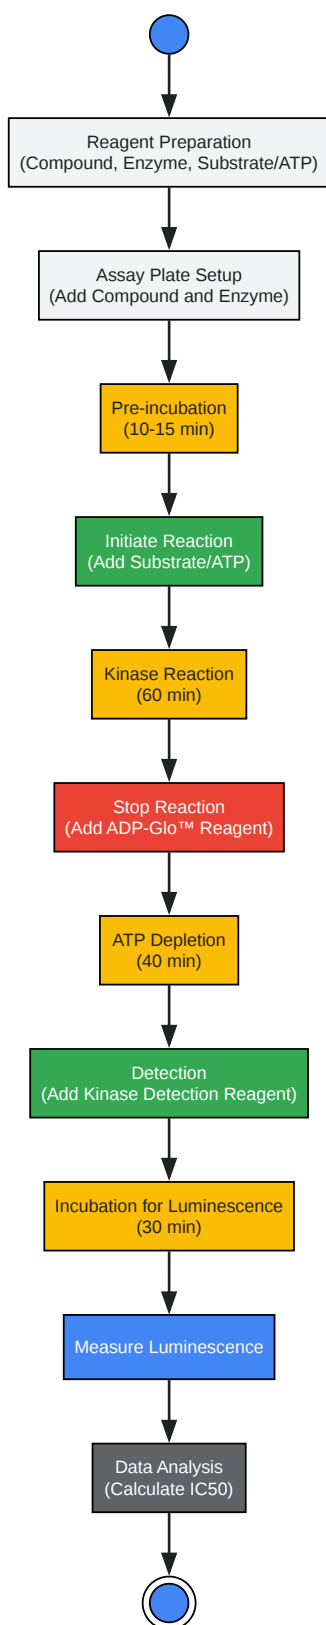 Reagent Preparation
(Compound, Enzyme, Substrate/ATP)
Assay Plate Setup
(Add Compound and Enzyme)
Pre-incubation
(10-15 min)
Initiate Reaction
(Add Substrate/ATP)
Kinase Reaction
(60 min)
Stop Reaction
(Add ADP-Glo™ Reagent)
ATP Depletion
(40 min)
Detection
(Add Kinase Detection Reagent)
Incubation for Luminescence
(30 min)
Measure Luminescence
Data Analysis
(Calculate IC50)